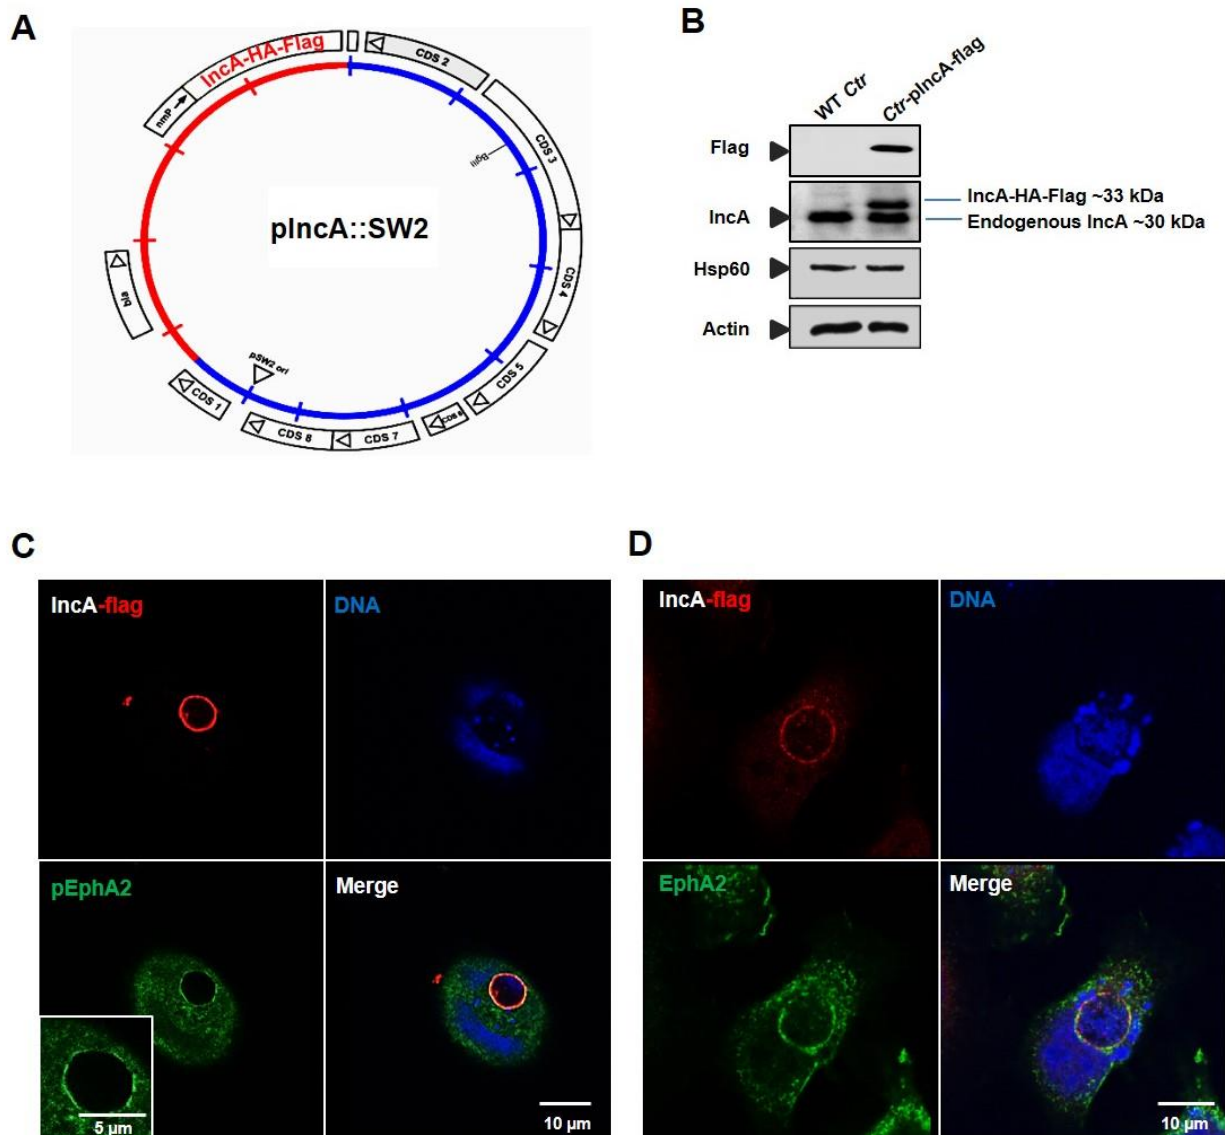 A
IncA-HA-Flag
CDS 2
nmP
CDS 3
BglII
pIncA::SW2
CDS 4
bla
pSW2 ori
CDS 5
CDS 1
CDS 6
CDS 8
CDS 7
B
WT Ctr
Ctr-pIncA-flag
Flag
IncA
IncA-HA-Flag ~33 kDa
Endogenous IncA ~30 kDa
Hsp60
Actin
C
IncA-flag
DNA
pEphA2
Merge
5 µm
10 µm
D
IncA-flag
DNA
EphA2
Merge
10 µm